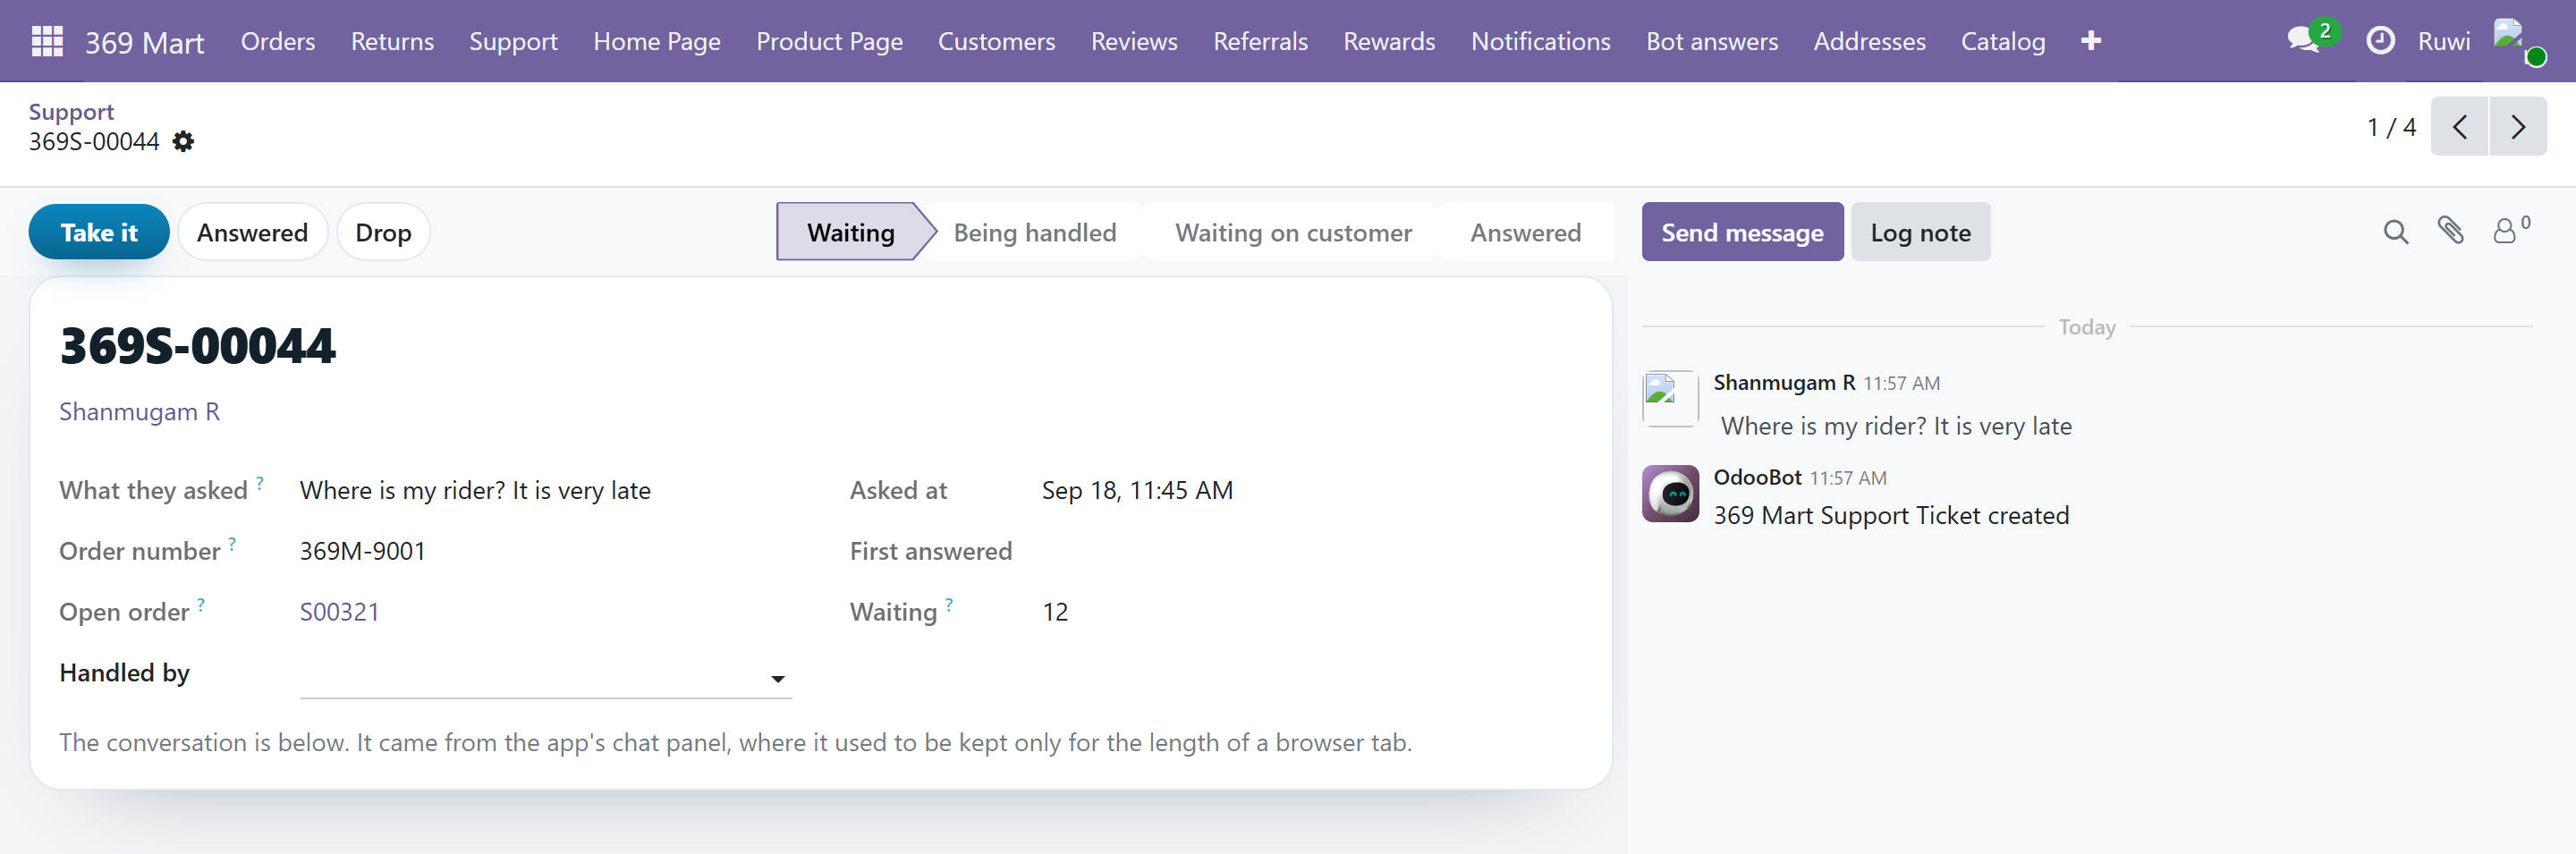 369 Mart Orders Returns Support Home Page Product Page Customers Reviews Referrals Rewards Notifications Bot answers Addresses Catalog 2 Ruwi
Support
369S-00044
1 / 4
Take it Answered Drop
Waiting Being handled Waiting on customer Answered
Send message Log note
0
369S-00044
Shanmugam R
What they asked ? Where is my rider? It is very late
Order number ? 369M-9001
Open order ? S00321
Handled by
Asked at Sep 18, 11:45 AM
First answered
Waiting ? 12
The conversation is below. It came from the app's chat panel, where it used to be kept only for the length of a browser tab.
Today
Shanmugam R 11:57 AM
Where is my rider? It is very late
OdooBot 11:57 AM
369 Mart Support Ticket created